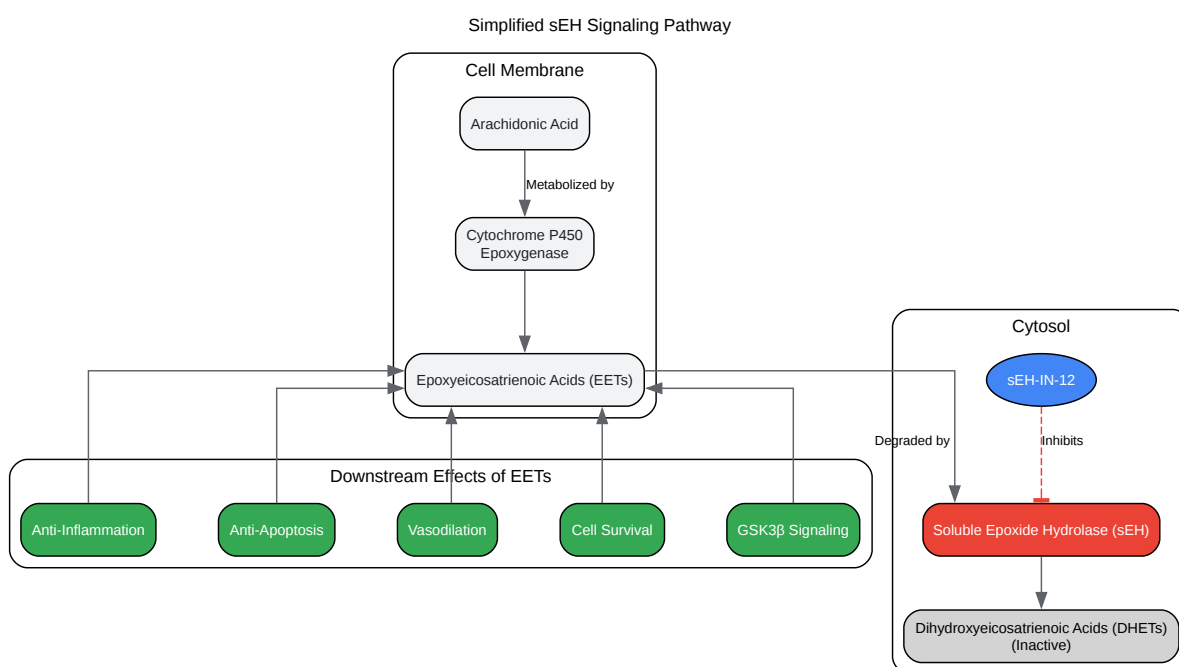 Simplified sEH Signaling Pathway
Cell Membrane
Arachidonic Acid
Metabolized by
Cytochrome P450
Epoxygenase
Epoxyeicosatrienoic Acids (EETs)
Cytosol
sEH-IN-12
Degraded by
Inhibits
Downstream Effects of EETs
Anti-Inflammation
Anti-Apoptosis
Vasodilation
Cell Survival
GSK3β Signaling
Soluble Epoxide Hydrolase (sEH)
Dihydroxyeicosatrienoic Acids (DHETs)
(Inactive)